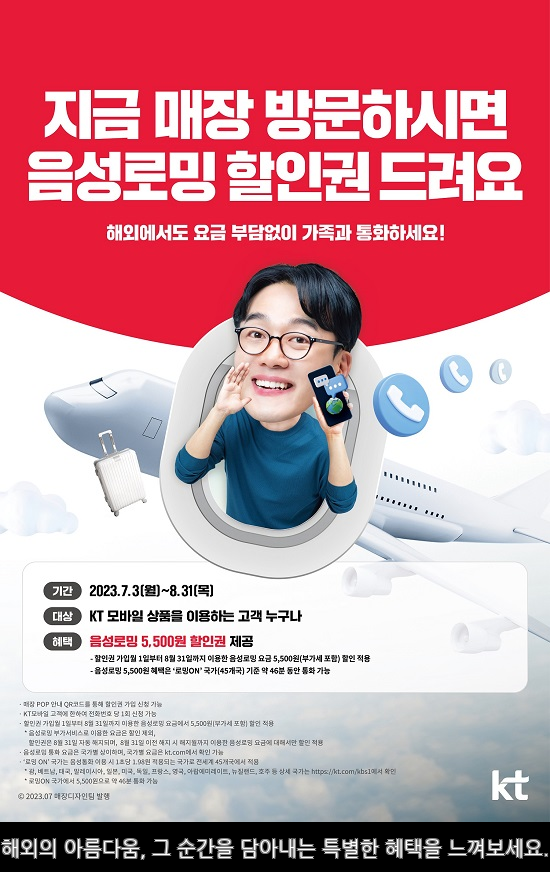 지금 매장 방문하시면
음성로밍 할인권 드려요
해외에서도 요금 부담없이 가족과 통화하세요!
기간 2023.7.3(월)~8.31(목)
대상 KT 모바일 상품을 이용하는 고객 누구나
혜택 음성로밍 5,500원 할인권 제공
- 할인권 가입월 1일부터 8월 31일까지 이용한 음성로밍 요금 5,500원(부가세 포함) 할인 적용
- 음성로밍 5,500원 혜택은 '로밍ON' 국가(45개국) 기준 약 46분 동안 통화 가능
· 매장 POP 안내 QR코드를 통해 할인권 가입 신청 가능
· KT모바일 고객에 한하여 전화번호 당 1회 신청 가능
· 할인권 가입월 1일부터 8월 31일까지 이용한 음성로밍 요금에서 5,500원(부가세 포함) 할인 적용
* 음성로밍 부가서비스로 이용한 요금은 할인 제외,
할인권은 8월 31일 자동 해지되며, 8월 31일 이전 해지 시 해지월까지 이용한 음성로밍 요금에 대해서만 할인 적용
· 음성로밍 통화 요금은 국가별 상이하며, 국가별 요금은 kt.com에서 확인 가능
· '로밍 ON' 국가는 음성통화 이용 시 1초당 1.98원 적용되는 국가로 전세계 45개국에서 적용
* 괌, 베트남, 태국, 말레이시아, 일본, 미국, 독일, 프랑스, 영국, 아랍에미레이트, 뉴질랜드, 호주 등 상세 국가는 https://kt.com/kbs1에서 확인
* 로밍ON 국가에서 5,500원으로 약 46분 통화 가능
© 2023.07 매장디자인팀 발행
kt
해외의 아름다움, 그 순간을 담아내는 특별한 혜택을 느껴보세요.